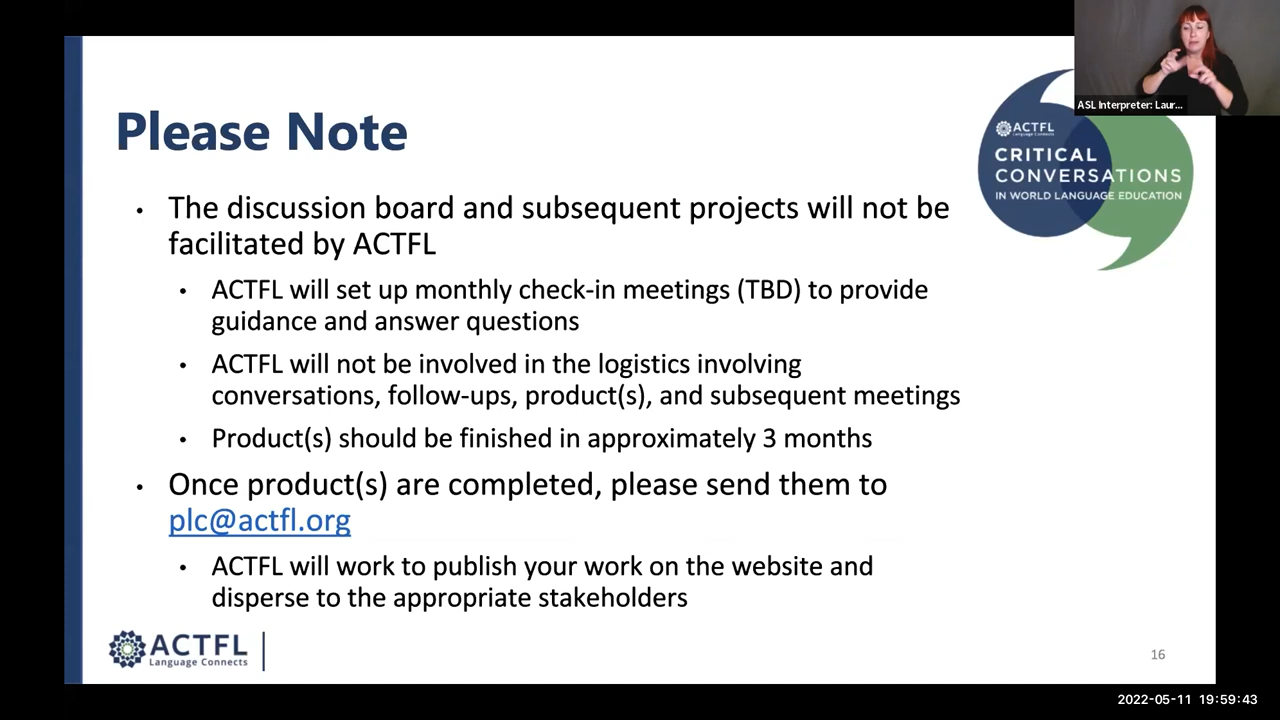 ASL Interpreter: Laur...
ACTFL
Language Connects
CRITICAL
CONVERSATIONS
IN WORLD LANGUAGE EDUCATION
Please Note
• The discussion board and subsequent projects will not be
facilitated by ACTFL
• ACTFL will set up monthly check-in meetings (TBD) to provide
guidance and answer questions
• ACTFL will not be involved in the logistics involving
conversations, follow-ups, product(s), and subsequent meetings
• Product(s) should be finished in approximately 3 months
• Once product(s) are completed, please send them to
plc@actfl.org
• ACTFL will work to publish your work on the website and
disperse to the appropriate stakeholders
ACTFL
Language Connects
16
2022-05-11 19:59:43